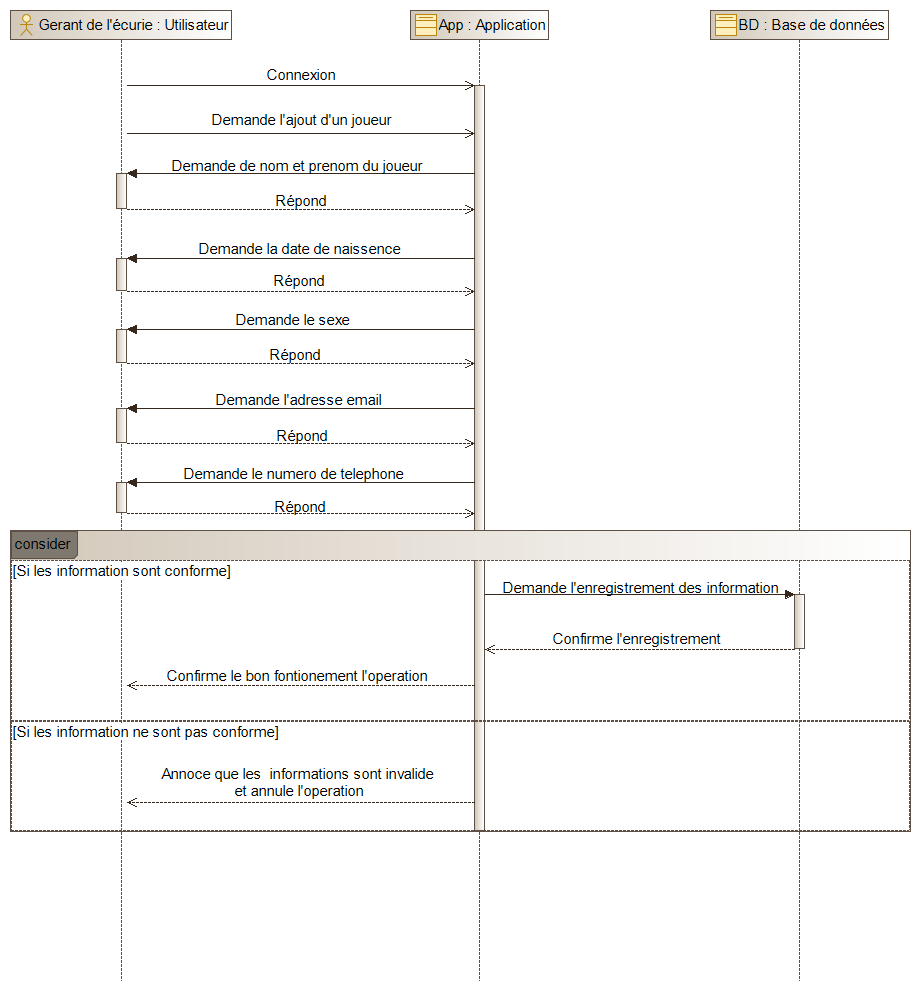 Gerant de l'écurie : Utilisateur
App : Application
BD : Base de données
Connexion
Demande l'ajout d'un joueur
Demande de nom et prenom du joueur
Répond
Demande la date de naissence
Répond
Demande le sexe
Répond
Demande l'adresse email
Répond
Demande le numero de telephone
Répond
consider
[Si les information sont conforme]
Demande l'enregistrement des information
Confirme l'enregistrement
Confirme le bon fontionement l'operation
[Si les information ne sont pas conforme]
Annoce que les  informations sont invalide
et annule l'operation